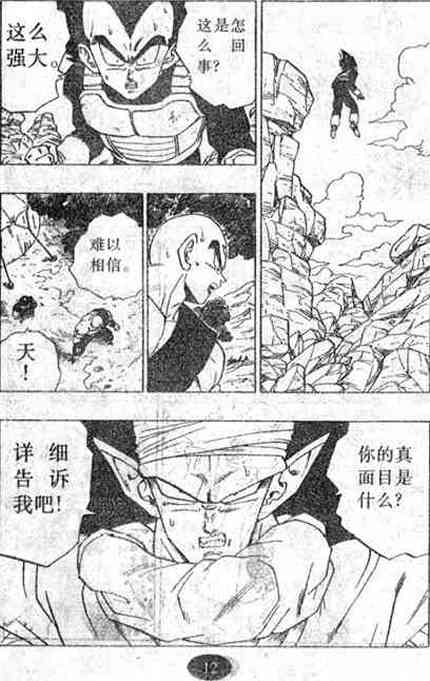 这是怎
么回
事？
这么
强大。
难以
相信。
天！
你的真
面目是
什么？
详细
告诉
我吧！
12